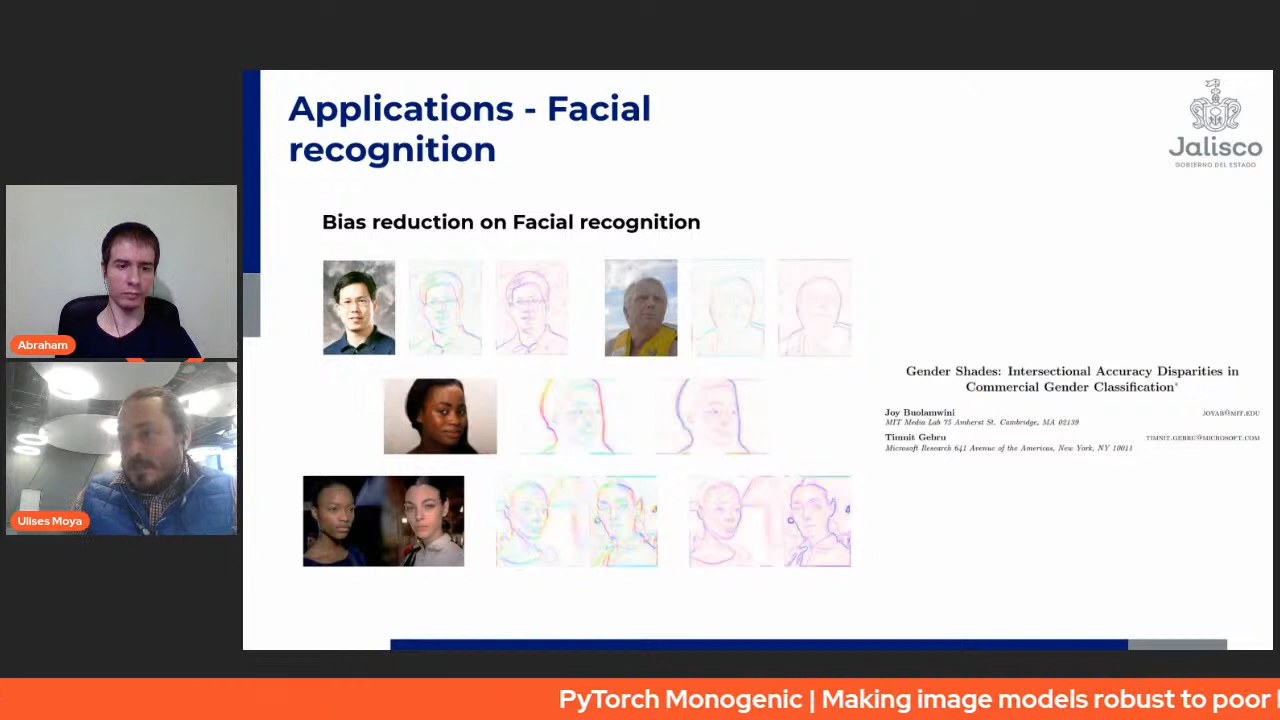 Applications - Facial
recognition
Jalisco
GOBIERNO DEL ESTADO
Bias reduction on Facial recognition
Gender Shades: Intersectional Accuracy Disparities in
Commercial Gender Classification*
Joy Buolamwini JOYAB@MIT.EDU
MIT Media Lab 75 Amherst St. Cambridge, MA 02139
Timnit Gebru TIMNIT.GEBRU@MICROSOFT.COM
Microsoft Research 641 Avenue of the Americas, New York, NY 10011
Abraham
Ulises Moya
PyTorch Monogenic | Making image models robust to poor